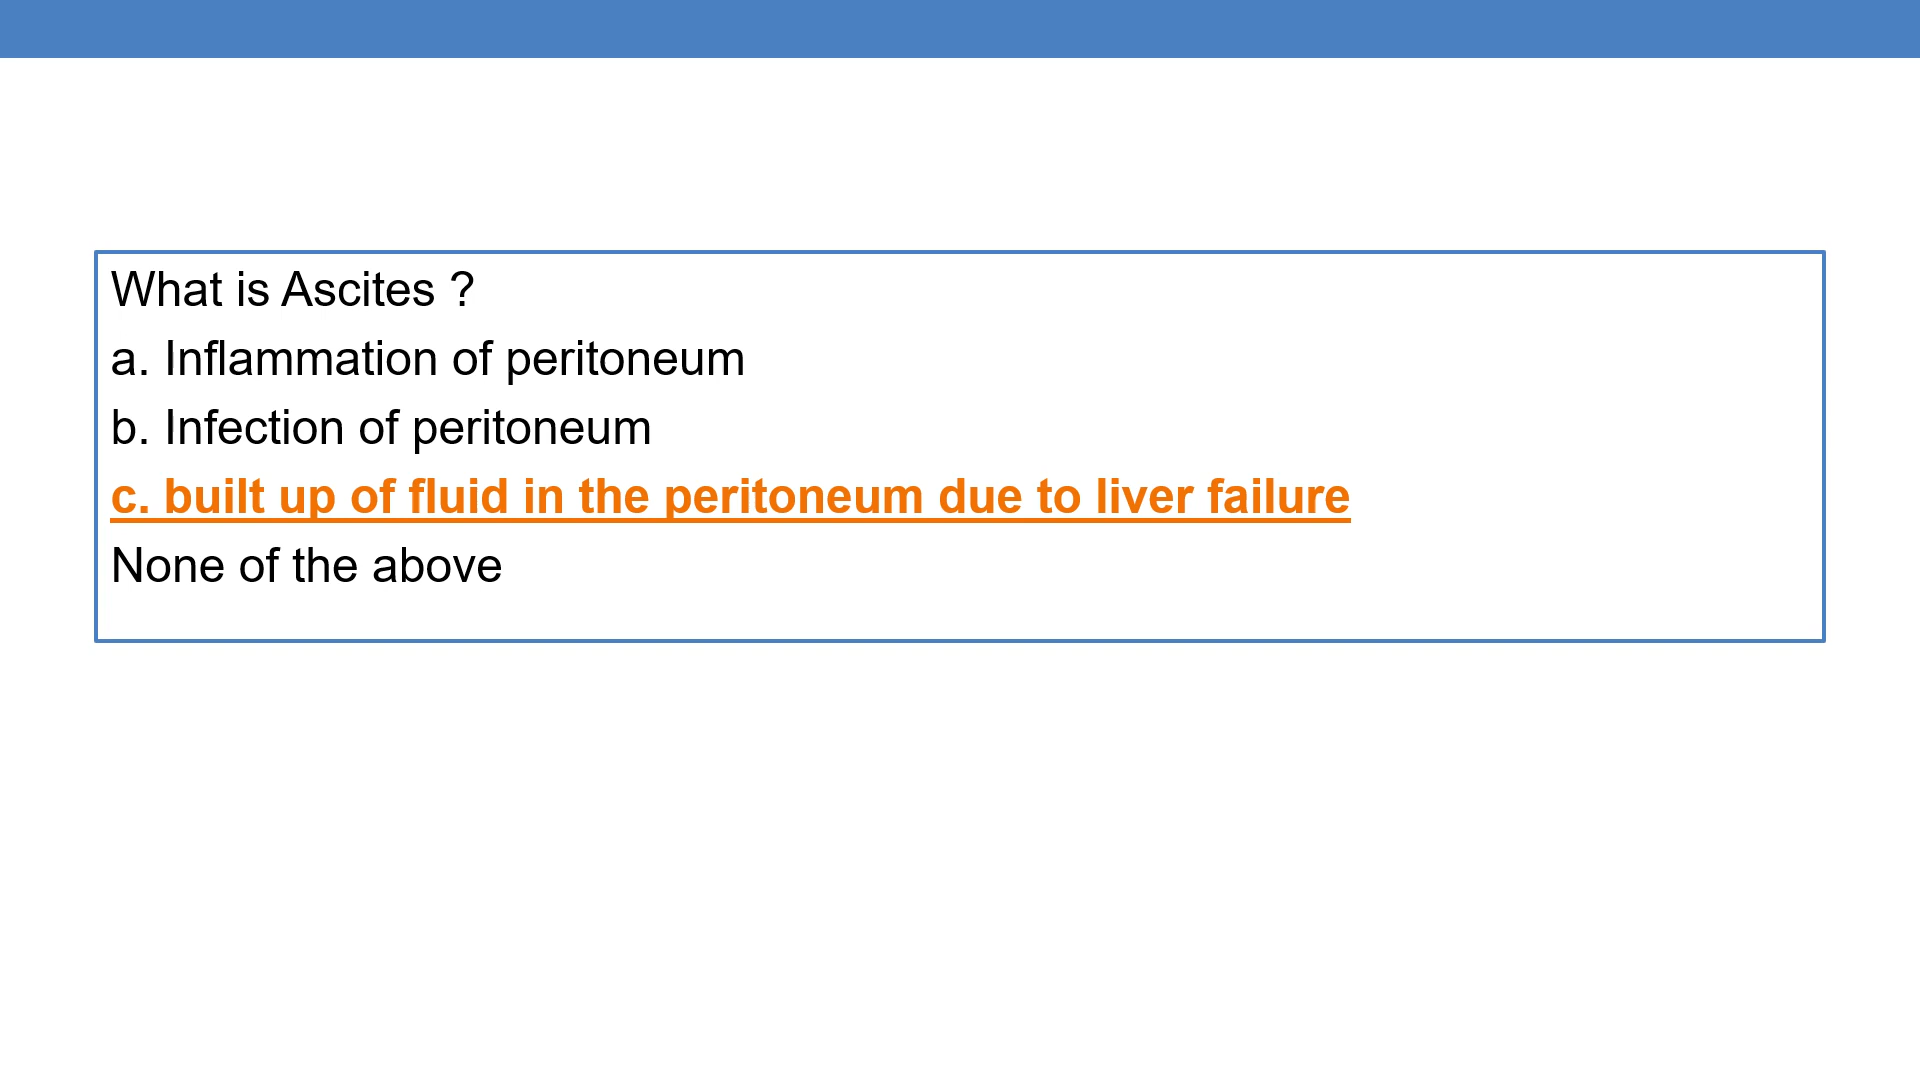 What is Ascites ?
a. Inflammation of peritoneum
b. Infection of peritoneum
c. built up of fluid in the peritoneum due to liver failure
None of the above